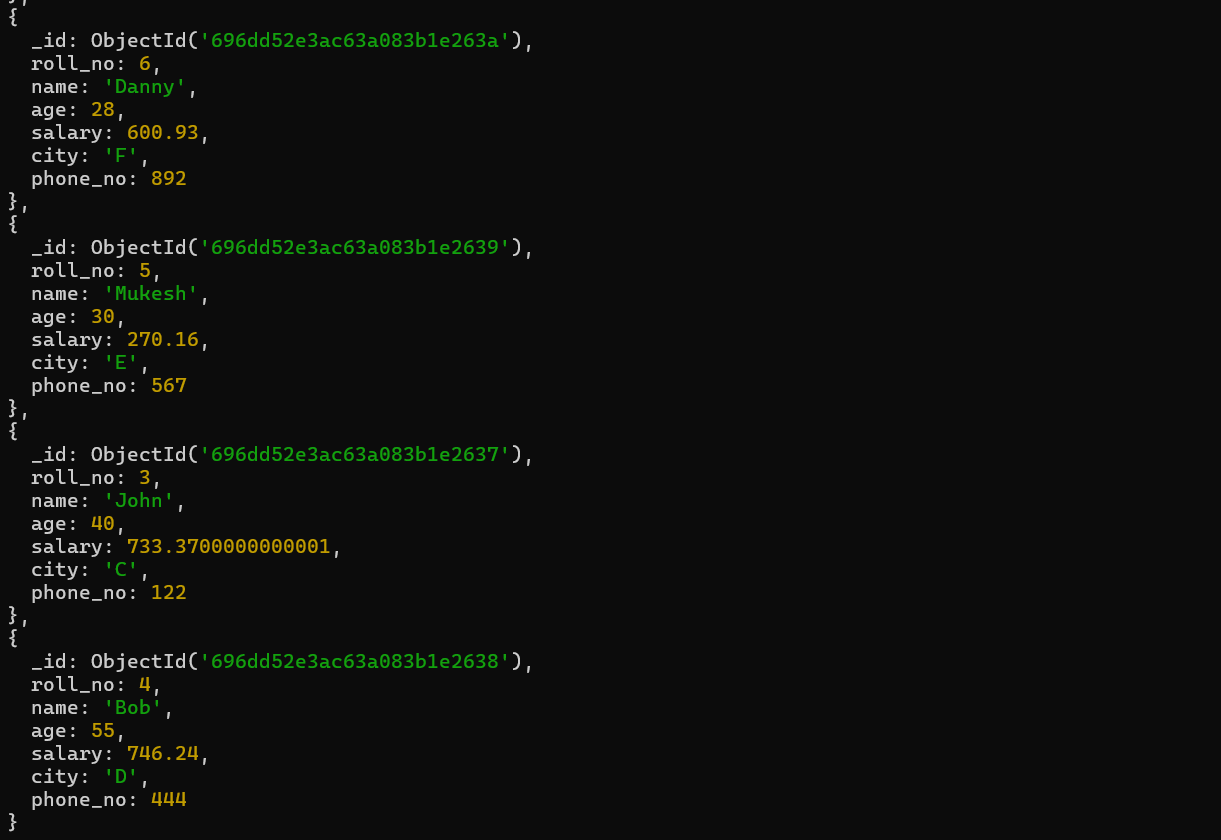 },
{
  _id: ObjectId('696dd52e3ac63a083b1e263a'),
  roll_no: 6,
  name: 'Danny',
  age: 28,
  salary: 600.93,
  city: 'F',
  phone_no: 892
},
{
  _id: ObjectId('696dd52e3ac63a083b1e2639'),
  roll_no: 5,
  name: 'Mukesh',
  age: 30,
  salary: 270.16,
  city: 'E',
  phone_no: 567
},
{
  _id: ObjectId('696dd52e3ac63a083b1e2637'),
  roll_no: 3,
  name: 'John',
  age: 40,
  salary: 733.3700000000001,
  city: 'C',
  phone_no: 122
},
{
  _id: ObjectId('696dd52e3ac63a083b1e2638'),
  roll_no: 4,
  name: 'Bob',
  age: 55,
  salary: 746.24,
  city: 'D',
  phone_no: 444
}